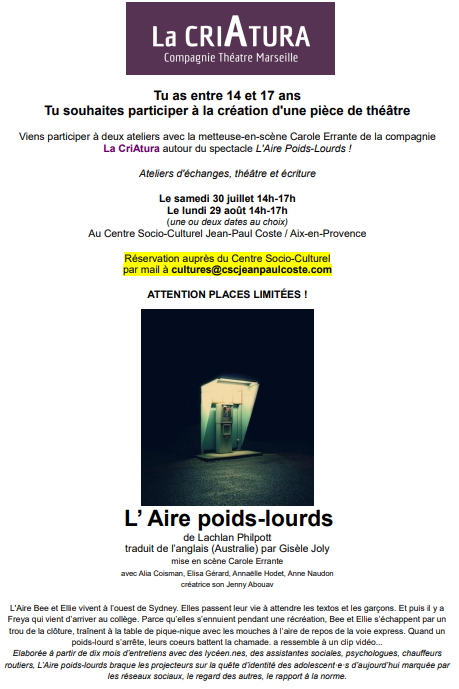 La CRIATURA
Compagnie Théatre Marseille
Tu as entre 14 et 17 ans
Tu souhaites participer à la création d'une pièce de théâtre
Viens participer à deux ateliers avec la metteuse-en-scène Carole Errante de la compagnie
La CriAtura autour du spectacle L'Aire Poids-Lourds !
Ateliers d'échanges, théâtre et écriture
Le samedi 30 juillet 14h-17h
Le lundi 29 août 14h-17h
(une ou deux dates au choix)
Au Centre Socio-Culturel Jean-Paul Coste / Aix-en-Provence
Réservation auprès du Centre Socio-Culturel
par mail à cultures@cscjeanpaulcoste.com
ATTENTION PLACES LIMITÉES !
L' Aire poids-lourds
de Lachlan Philpott
traduit de l'anglais (Australie) par Gisèle Joly
mise en scène Carole Errante
avec Alia Coisman, Elisa Gérard, Annaëlle Hodet, Anne Naudon
créatrice son Jenny Abouav
L'Aire Bee et Ellie vivent à l'ouest de Sydney. Elles passent leur vie à attendre les textos et les garçons. Et puis il y a
Freya qui vient d'arriver au collège. Parce qu'elles s'ennuient pendant une récréation, Bee et Ellie s'échappent par un
trou de la clôture, traînent à la table de pique-nique avec les mouches à l'aire de repos de la voie express. Quand un
poids-lourd s'arrête, leurs coeurs battent la chamade. a ressemble à un clip vidéo...
Elaborée à partir de dix mois d'entretiens avec des lycéen.nes, des assistantes sociales, psychologues, chauffeurs
routiers, L'Aire poids-lourds braque les projecteurs sur la quête d'identité des adolescent·e·s d'aujourd'hui marquée par
les réseaux sociaux, le regard des autres, le rapport à la norme.